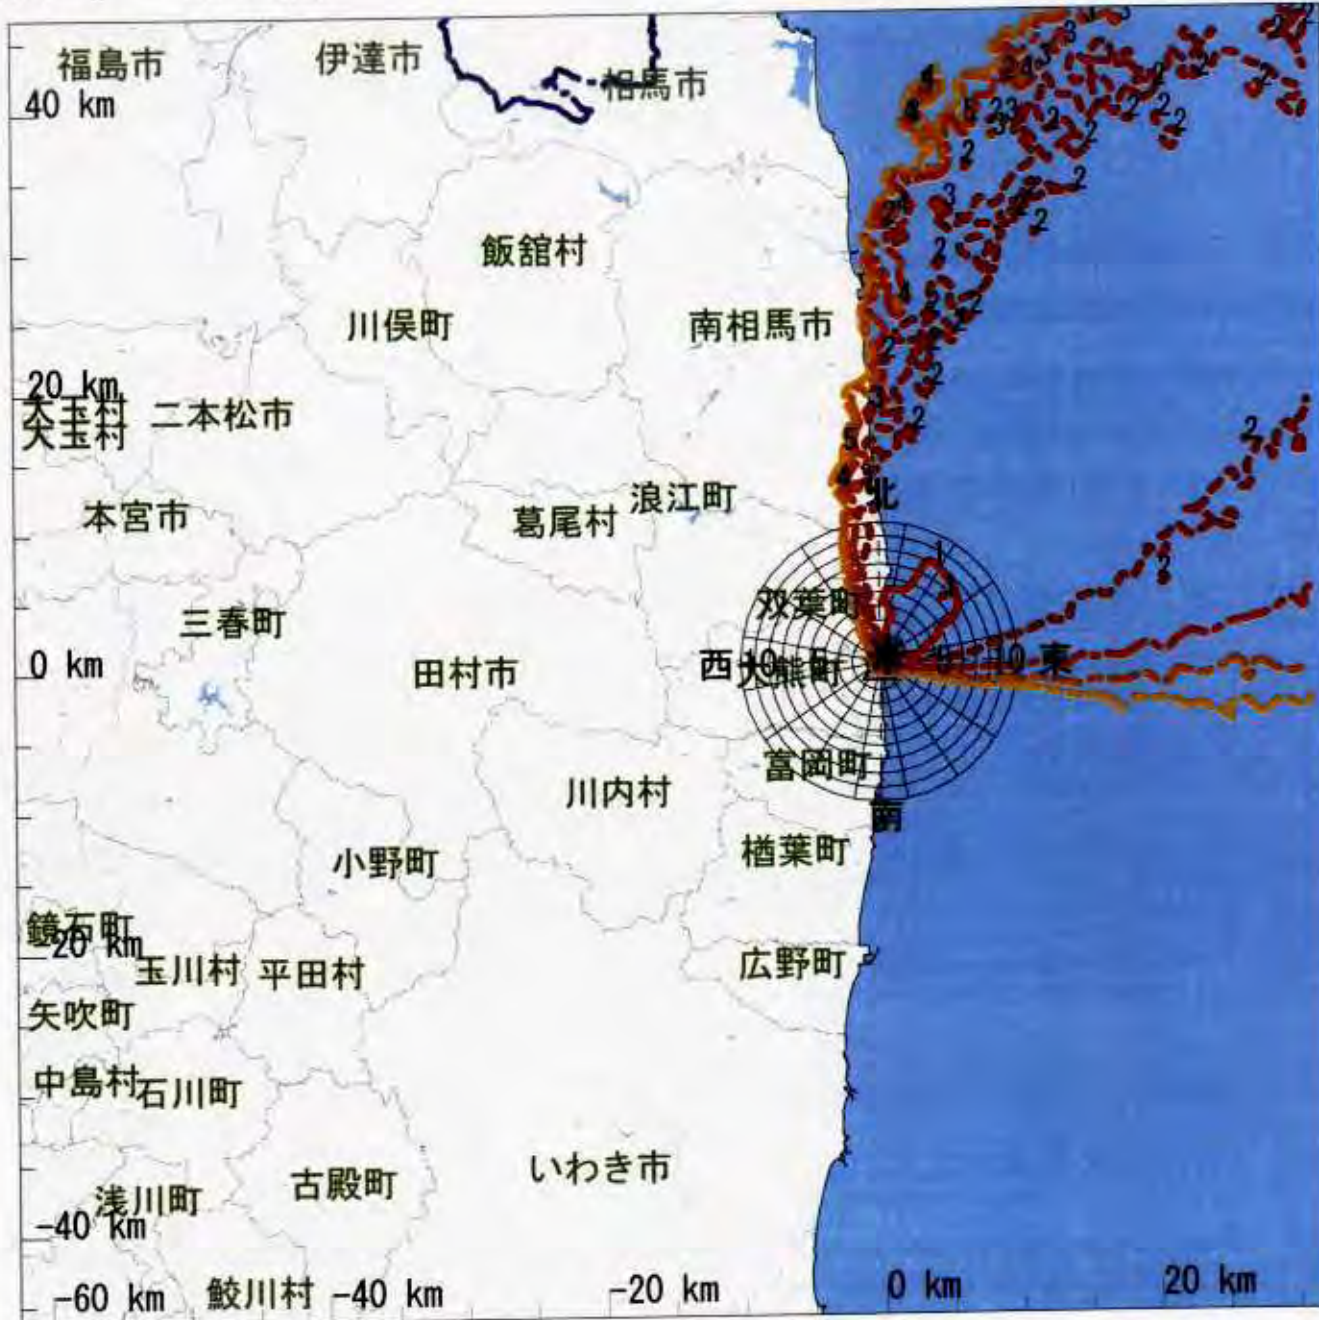 福島市
伊達市
相馬市
40 km
飯舘村
川俣町
南相馬市
20 km
大玉村
大玉村
二本松市
本宮市
葛尾村
浪江町
北
双葉町
三春町
0 km
田村市
西 10 5
大熊町
10 東
川内村
富岡町
南
小野町
楢葉町
鏡石町
-20 km
玉川村
平田村
広野町
矢吹町
中島村
石川町
いわき市
古殿町
浅川町
-40 km
-60 km
鮫川村
-40 km
-20 km
0 km
20 km